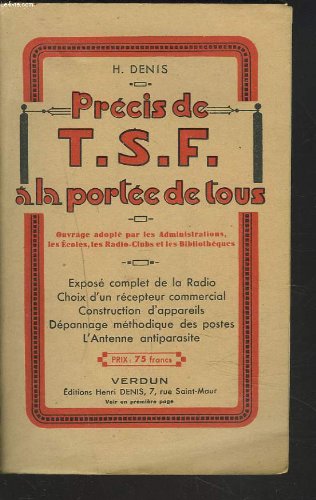 H. DENIS
Précis de
T.S.F.
à la portée de tous
Ouvrage adopté par les Administrations,
les Écoles, les Radio-Clubs et les Bibliothèques
Exposé complet de la Radio
Choix d'un récepteur commercial
Construction d'appareils
Dépannage méthodique des postes
L'Antenne antiparasite
PRIX : 75 francs
VERDUN
Éditions Henri DENIS, 7, rue Saint-Maur
Voir en première page